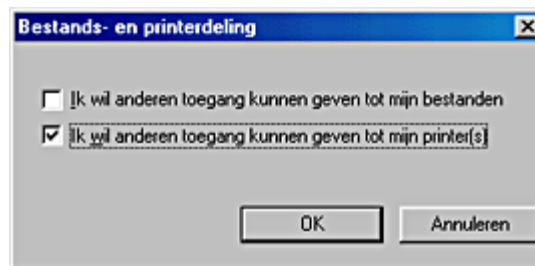 Bestands- en printerdeling
Ik wil anderen toegang kunnen geven tot mijn bestanden
Ik wil anderen toegang kunnen geven tot mijn printer(s)
OK Annuleren